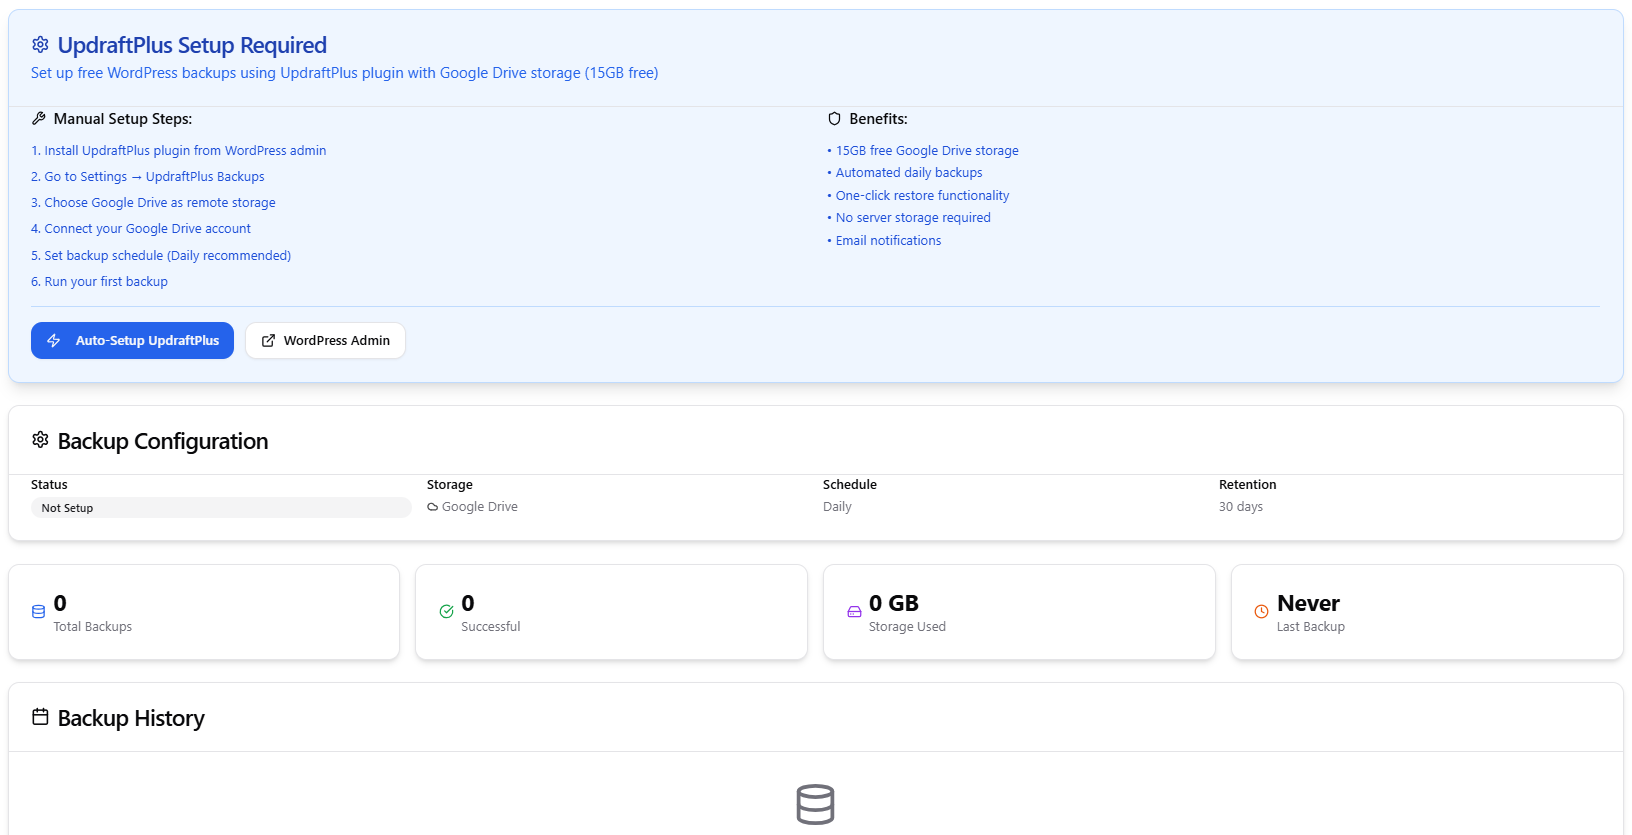 UpdraftPlus Setup Required
Set up free WordPress backups using UpdraftPlus plugin with Google Drive storage (15GB free)
Manual Setup Steps:
1. Install UpdraftPlus plugin from WordPress admin
2. Go to Settings → UpdraftPlus Backups
3. Choose Google Drive as remote storage
4. Connect your Google Drive account
5. Set backup schedule (Daily recommended)
6. Run your first backup
Benefits:
• 15GB free Google Drive storage
• Automated daily backups
• One-click restore functionality
• No server storage required
• Email notifications
Auto-Setup UpdraftPlus
WordPress Admin
Backup Configuration
Status
Not Setup
Storage
Google Drive
Schedule
Daily
Retention
30 days
0
Total Backups
0
Successful
0 GB
Storage Used
Never
Last Backup
Backup History